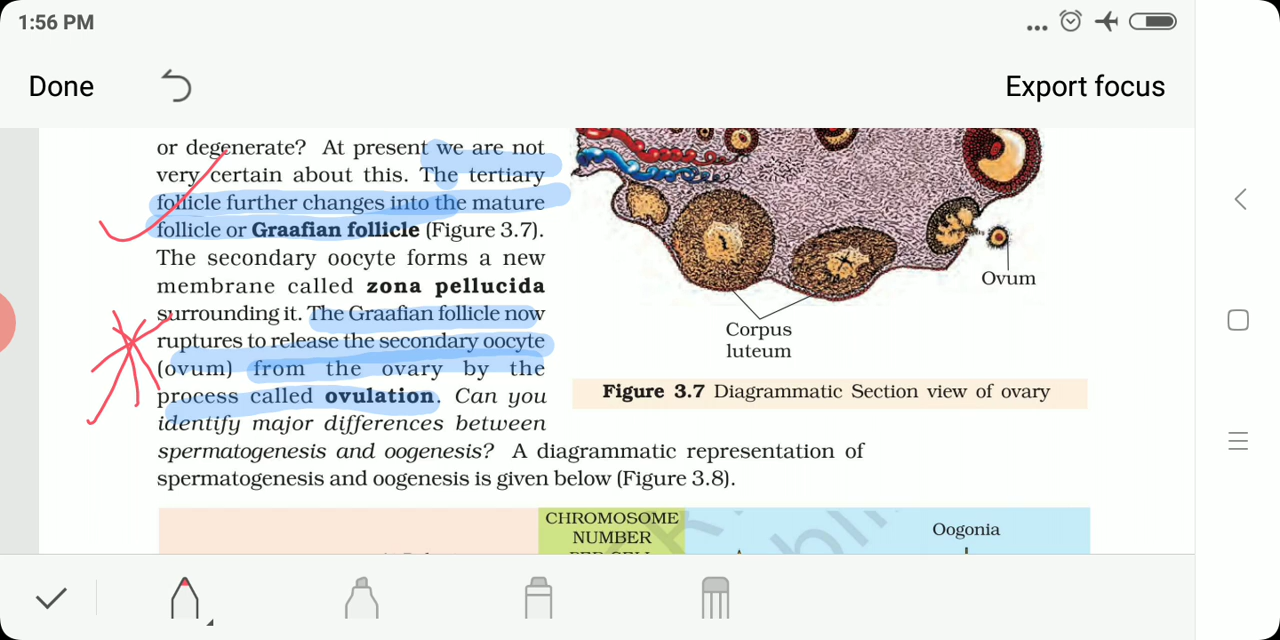 1:56 PM
Done
Export focus
or degenerate? At present we are not
very certain about this. The tertiary
follicle further changes into the mature
follicle or Graafian follicle (Figure 3.7).
The secondary oocyte forms a new
membrane called zona pellucida
surrounding it. The Graafian follicle now
ruptures to release the secondary oocyte
(ovum) from the ovary by the
process called ovulation. Can you
identify major differences between
spermatogenesis and oogenesis? A diagrammatic representation of
spermatogenesis and oogenesis is given below (Figure 3.8).
Ovum
Corpus
luteum
Figure 3.7 Diagrammatic Section view of ovary
CHROMOSOME
NUMBER
PER CELL
Oogonia